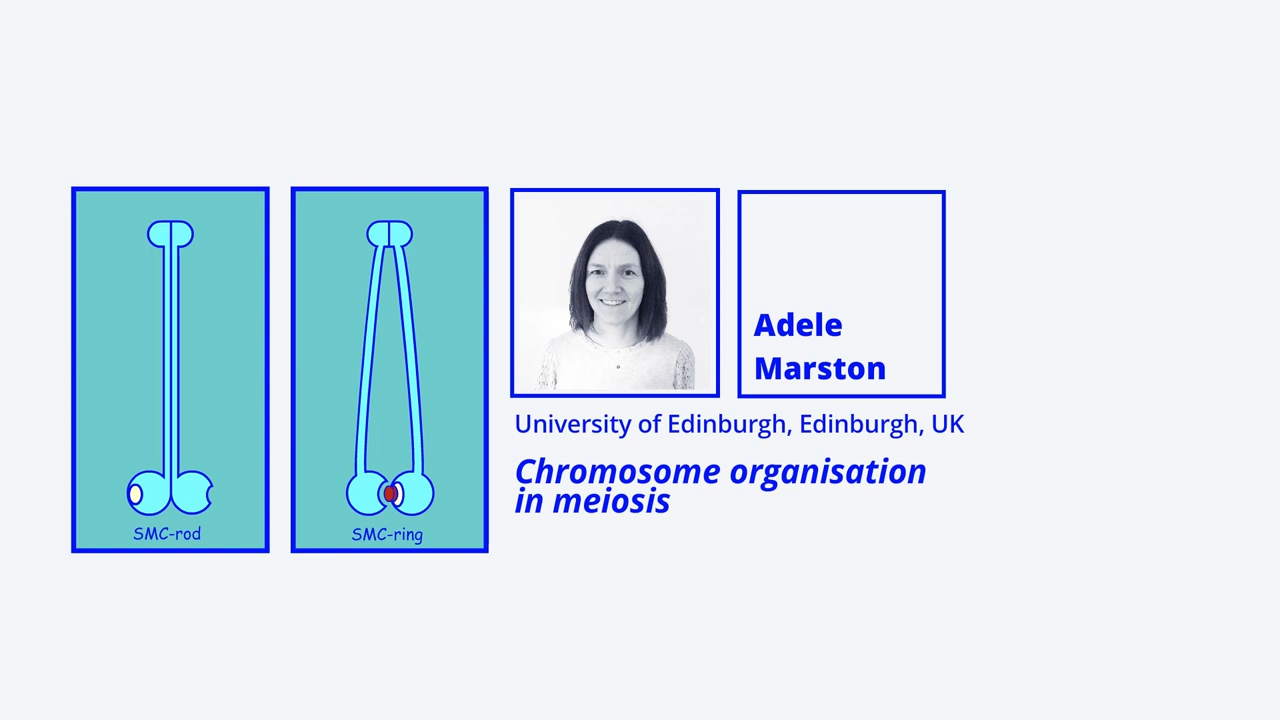 SMC-rod
SMC-ring
Adele
Marston
University of Edinburgh, Edinburgh, UK
Chromosome organisation
in meiosis